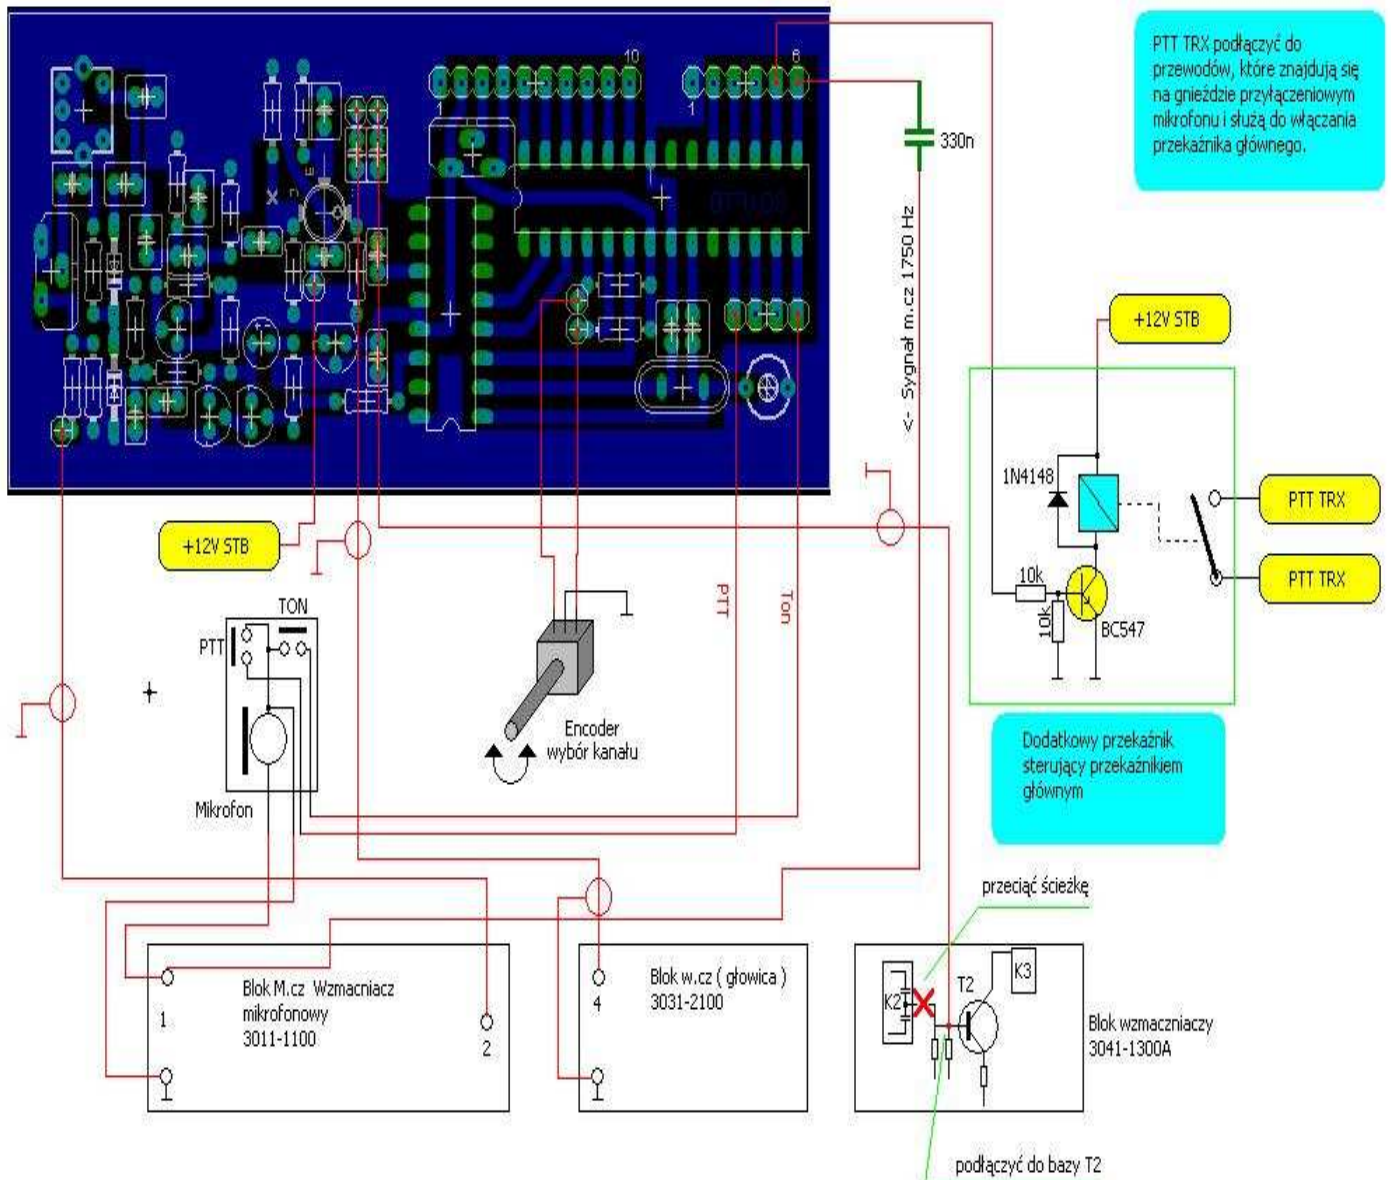 10
6
1
1
330n
<- Sygnał m.cz 1750 Hz
PTT TRX podłączyć do
przewodów, które znajdują się
na gnieździe przyłączeniowym
mikrofonu i służą do włączania
przekaźnika głównego.
+12V STB
1N4148
PTT TRX
PTT TRX
10k
10k
BC547
Dodatkowy przekaźnik
sterujący przekaźnikiem
głównym
+12V STB
PTT
Ton
TON
PTT
Mikrofon
Encoder
wybór kanału
przeciąć ścieżkę
1
Blok M.cz Wzmacniacz
mikrofonowy
3011-1100
2
4
Blok w.cz ( głowica )
3031-2100
K2
T2
K3
Blok wzmaczniaczy
3041-1300A
podłączyć do bazy T2